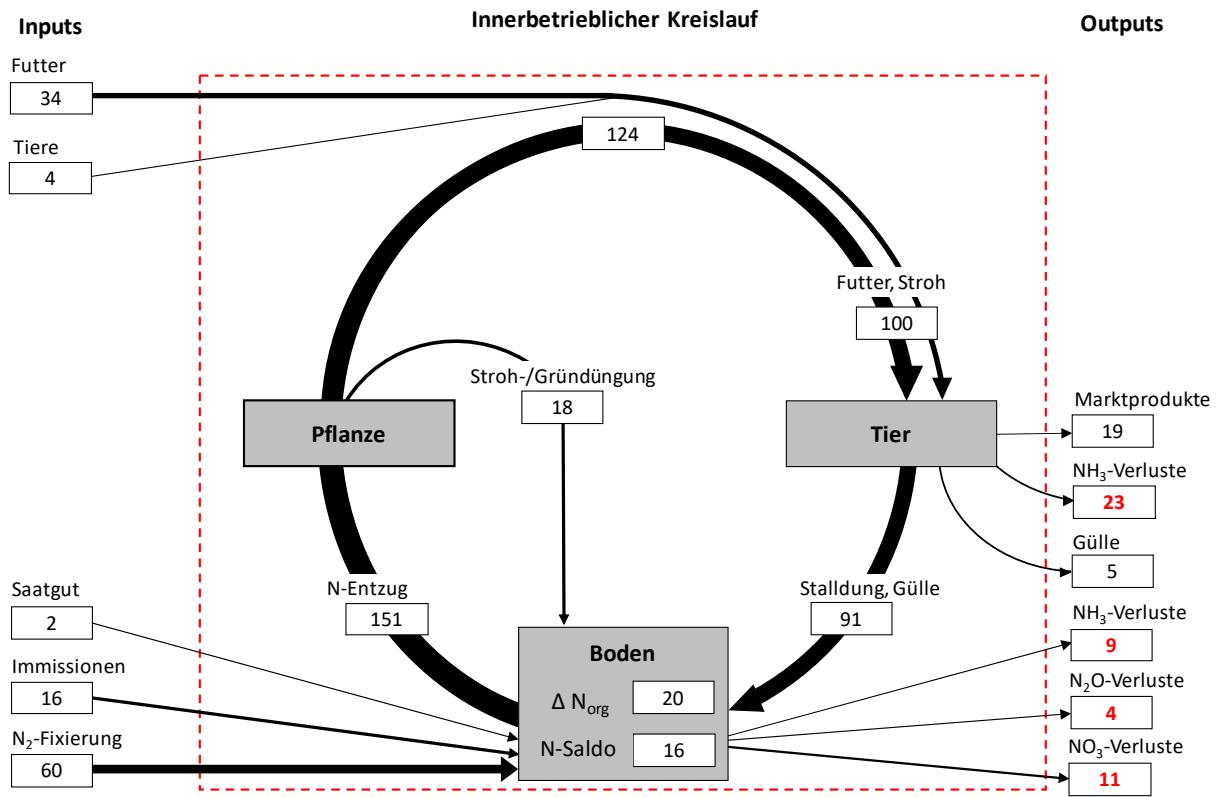 Innerbetrieblicher Kreislauf
Inputs
Outputs
Futter
34
Tiere
4
124
Futter, Stroh
100
Stroh-/Gründüngung
18
Pflanze
Tier
Marktprodukte
19
NH₃-Verluste
23
Gülle
5
N-Entzug
151
Stalldung, Gülle
91
Saatgut
2
Immissionen
16
N₂-Fixierung
60
Boden
Δ Norg 20
N-Saldo 16
NH₃-Verluste
9
N₂O-Verluste
4
NO₃-Verluste
11